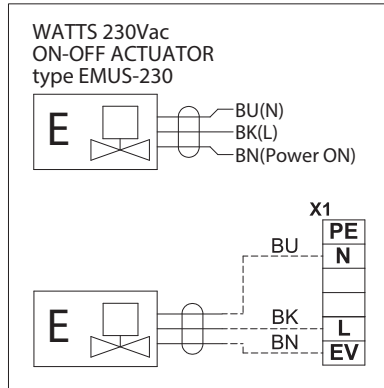 WATTS 230Vac
ON-OFF ACTUATOR
type EMUS-230
E
BU(N)
BK(L)
BN(Power ON)
X1
PE
BU
N
E
BK
L
BN
EV